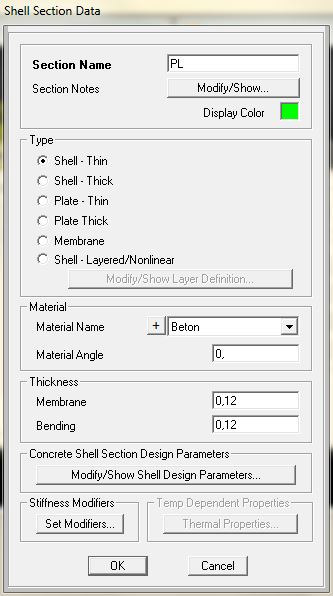 Shell Section Data
Section Name PL
Section Notes Modify/Show...
Display Color
Type
Shell - Thin
Shell - Thick
Plate - Thin
Plate Thick
Membrane
Shell - Layered/Nonlinear
Modify/Show Layer Definition...
Material
Material Name + Beton
Material Angle 0,
Thickness
Membrane 0,12
Bending 0,12
Concrete Shell Section Design Parameters
Modify/Show Shell Design Parameters...
Stiffness Modifiers Temp Dependent Properties
Set Modifiers... Thermal Properties...
OK Cancel